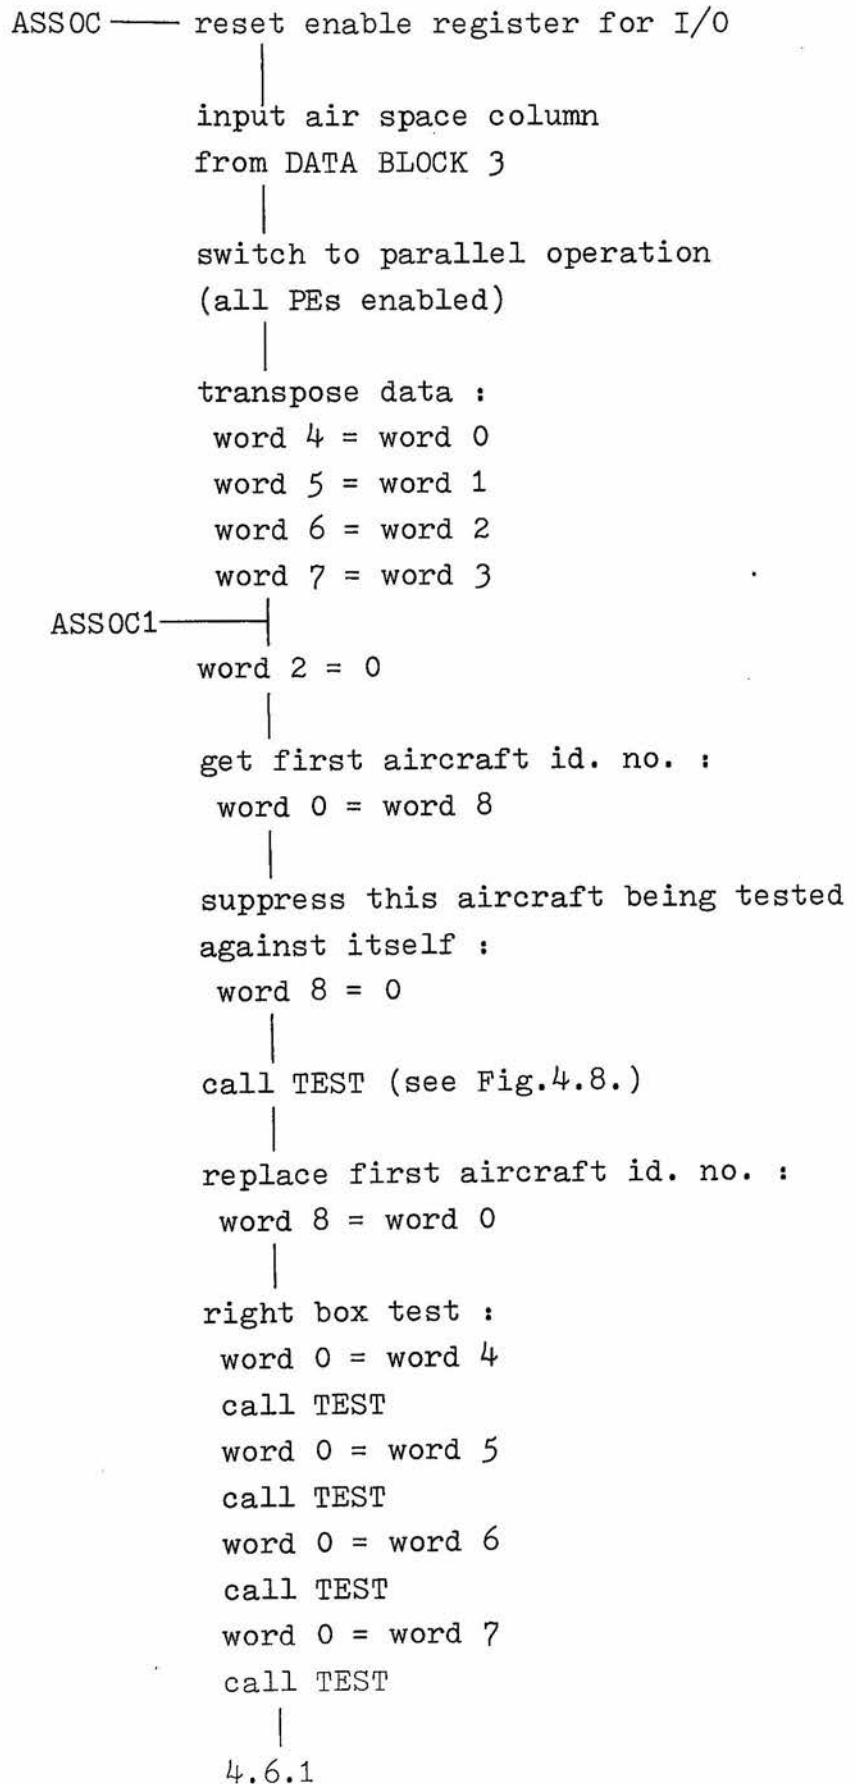 ASSOC reset enable register for I/O
input air space column
from DATA BLOCK 3
switch to parallel operation
(all PEs enabled)
transpose data :
word 4 = word 0
word 5 = word 1
word 6 = word 2
word 7 = word 3
ASSOC1
word 2 = 0
get first aircraft id. no. :
word 0 = word 8
suppress this aircraft being tested
against itself :
word 8 = 0
call TEST (see Fig.4.8.)
replace first aircraft id. no. :
word 8 = word 0
right box test :
word 0 = word 4
call TEST
word 0 = word 5
call TEST
word 0 = word 6
call TEST
word 0 = word 7
call TEST
4.6.1